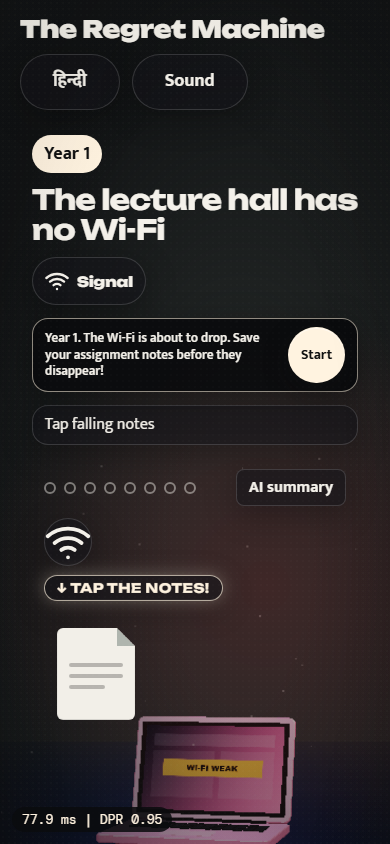 The Regret Machine
हिन्दी
Sound
Year 1
The lecture hall has
no Wi-Fi
Signal
Year 1. The Wi-Fi is about to drop. Save
your assignment notes before they
disappear!
Start
Tap falling notes
AI summary
↓ TAP THE NOTES!
WI-FI WEAK
77.9 ms | DPR 0.95